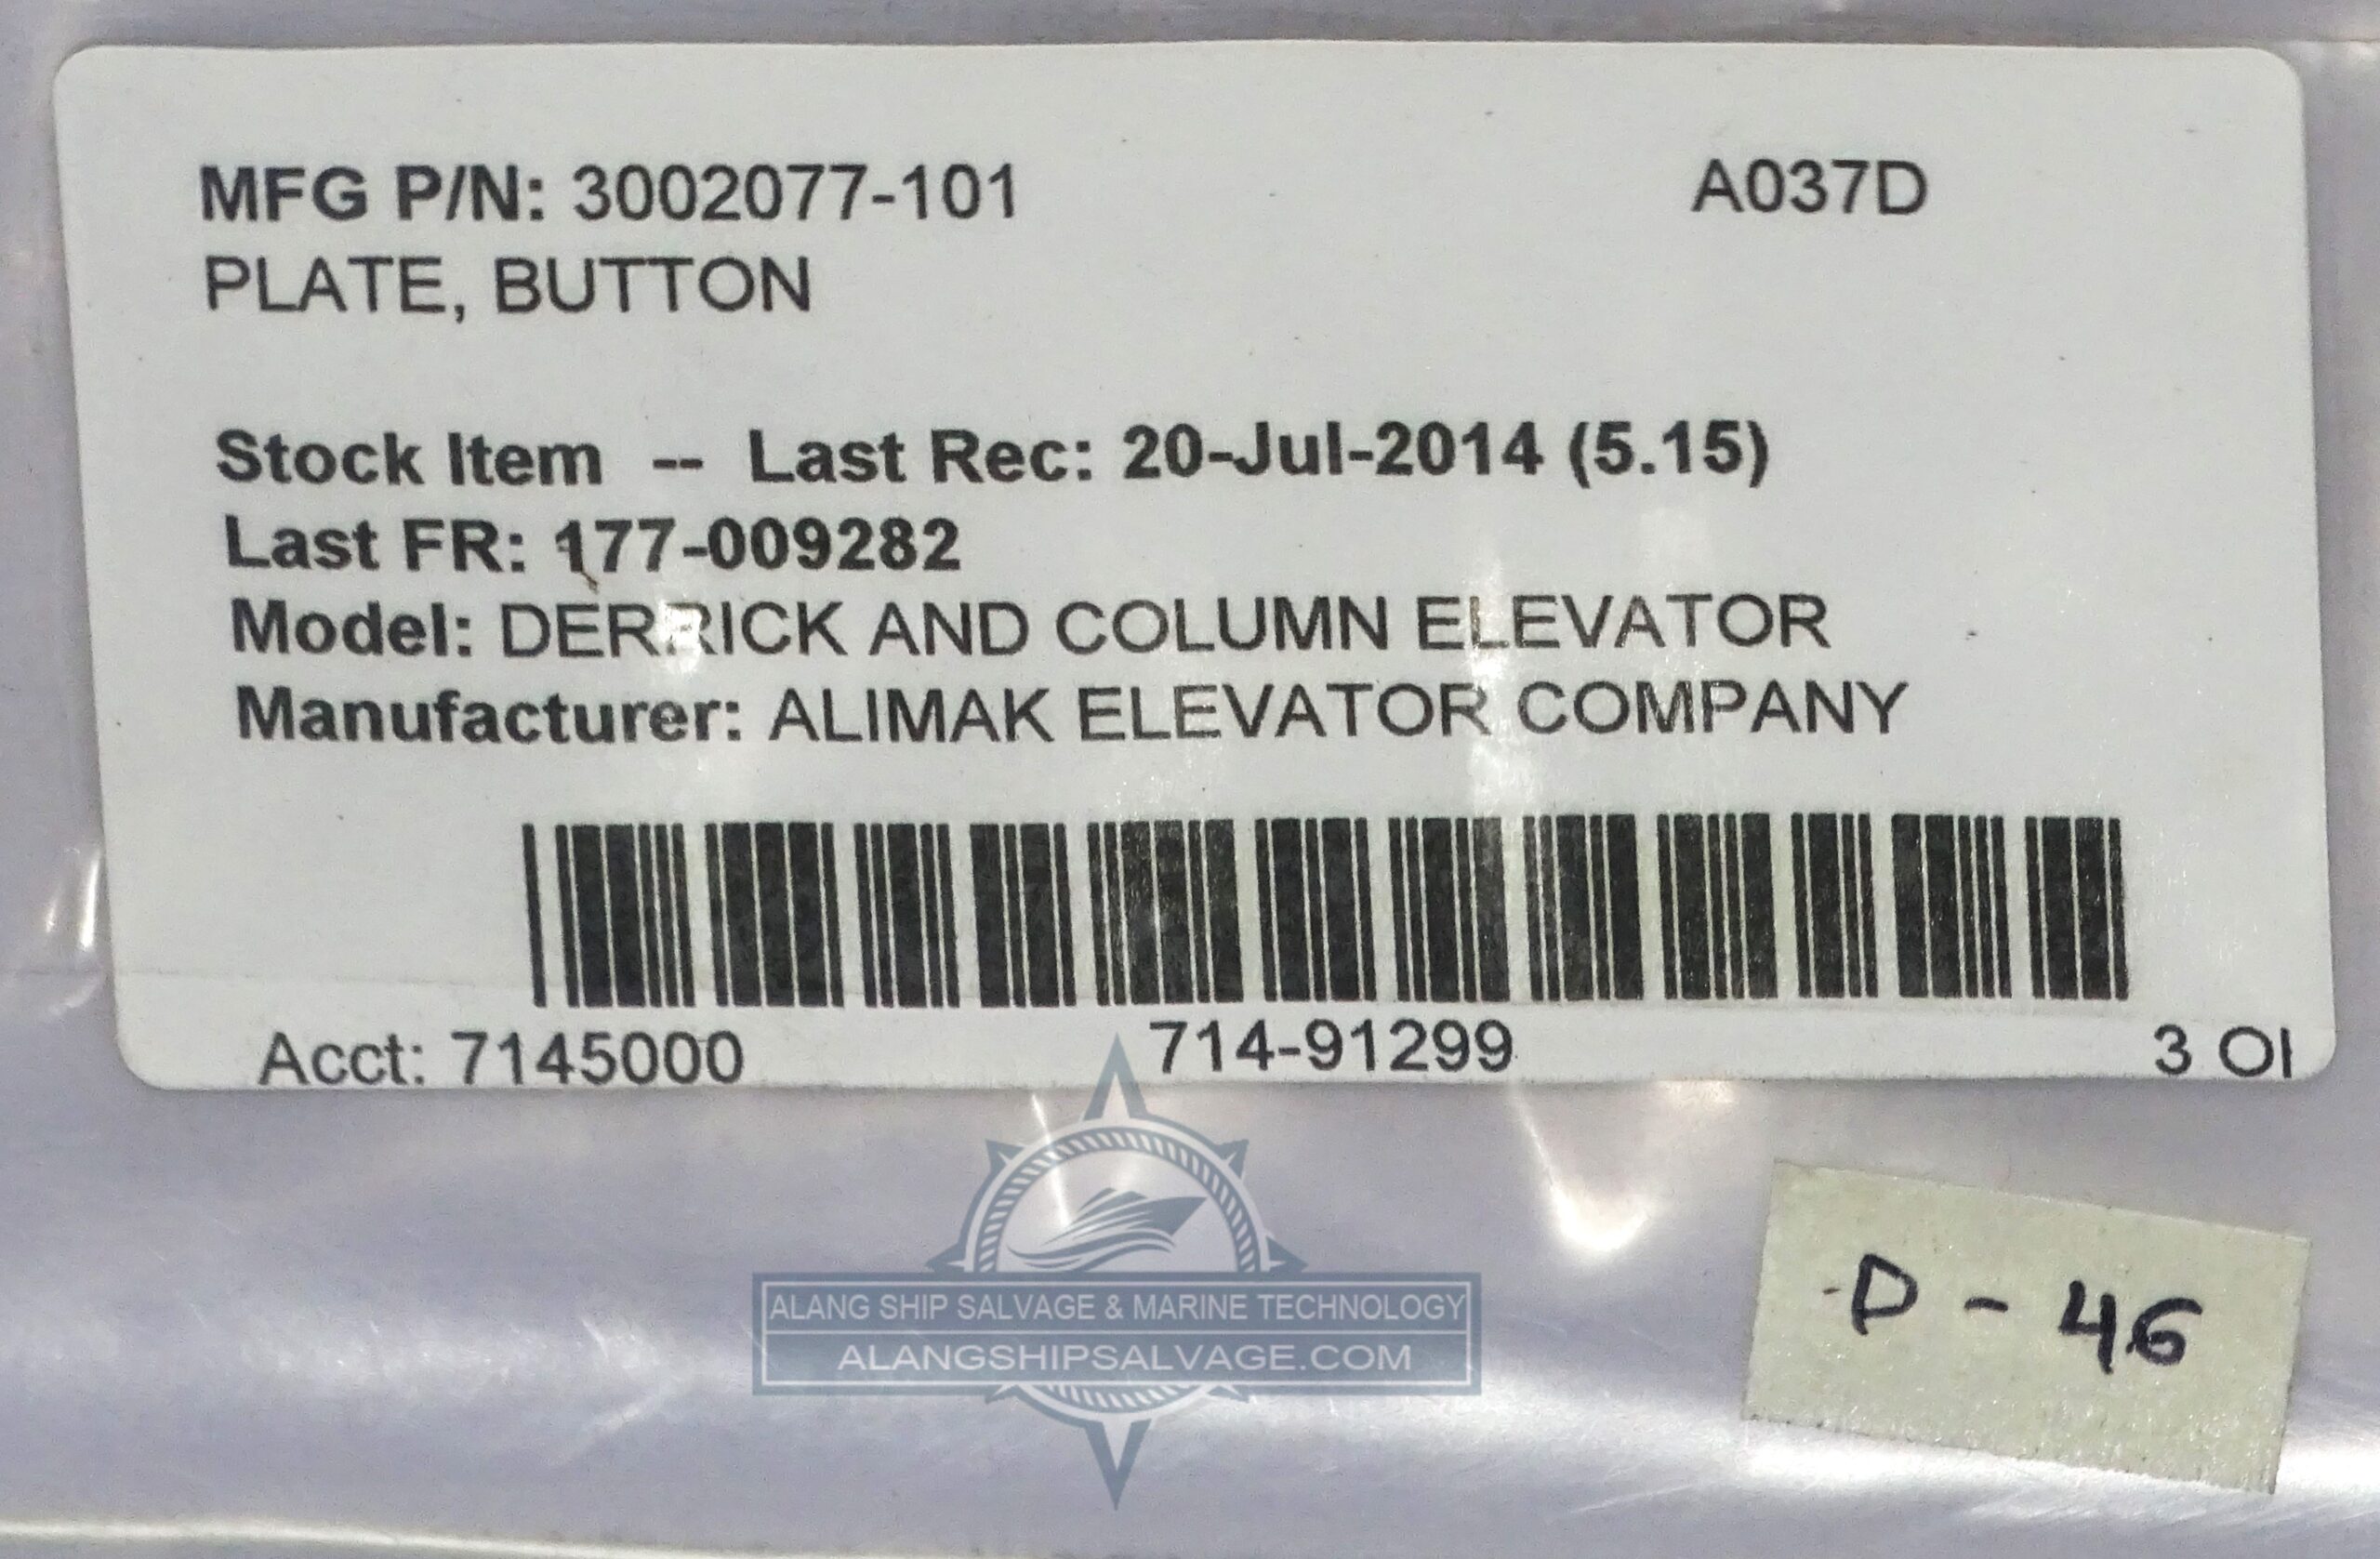 MFG P/N: 3002077-101 A037D
PLATE, BUTTON
Stock Item -- Last Rec: 20-Jul-2014 (5.15)
Last FR: 177-009282
Model: DERRICK AND COLUMN ELEVATOR
Manufacturer: ALIMAK ELEVATOR COMPANY
Acct: 7145000 714-91299 3 OI
ALANG SHIP SALVAGE & MARINE TECHNOLOGY
ALANGSHIPSALVAGE.COM
D - 46